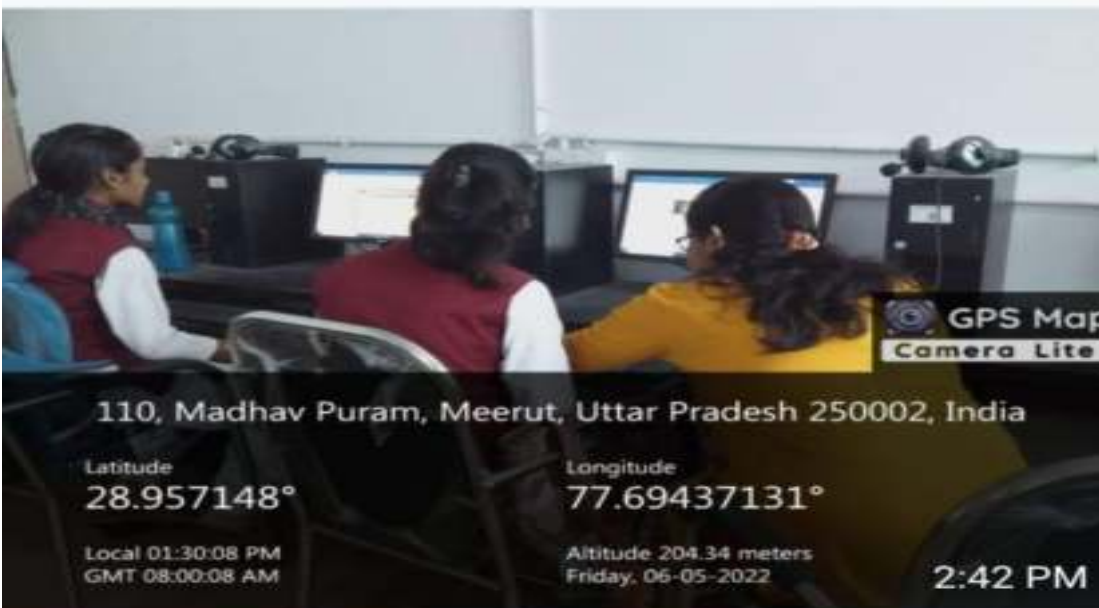 GPS Map
Camera Lite
110, Madhav Puram, Meerut, Uttar Pradesh 250002, India
Latitude
28.957148°
Longitude
77.69437131°
Local 01:30:08 PM
GMT 08:00:08 AM
Altitude 204.34 meters
Friday, 06-05-2022
2:42 PM